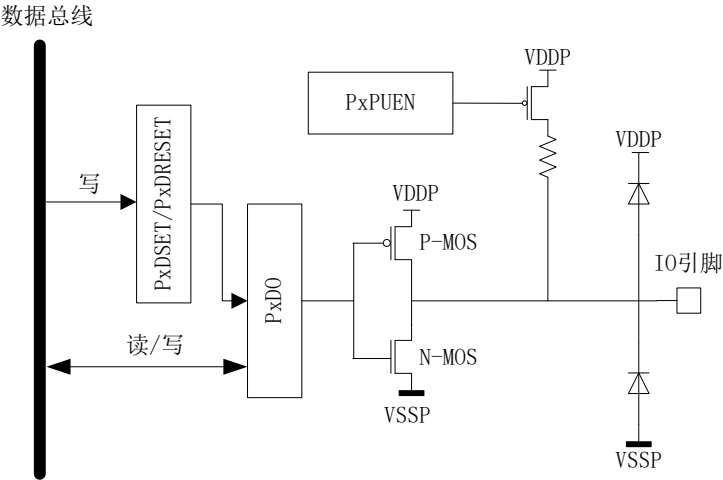 数据总线
VDDP
PxPUEN
VDDP
写
PxDSET/PxDRESET
VDDP
P-MOS
IO引脚
PxDO
读/写
N-MOS
VSSP
VSSP